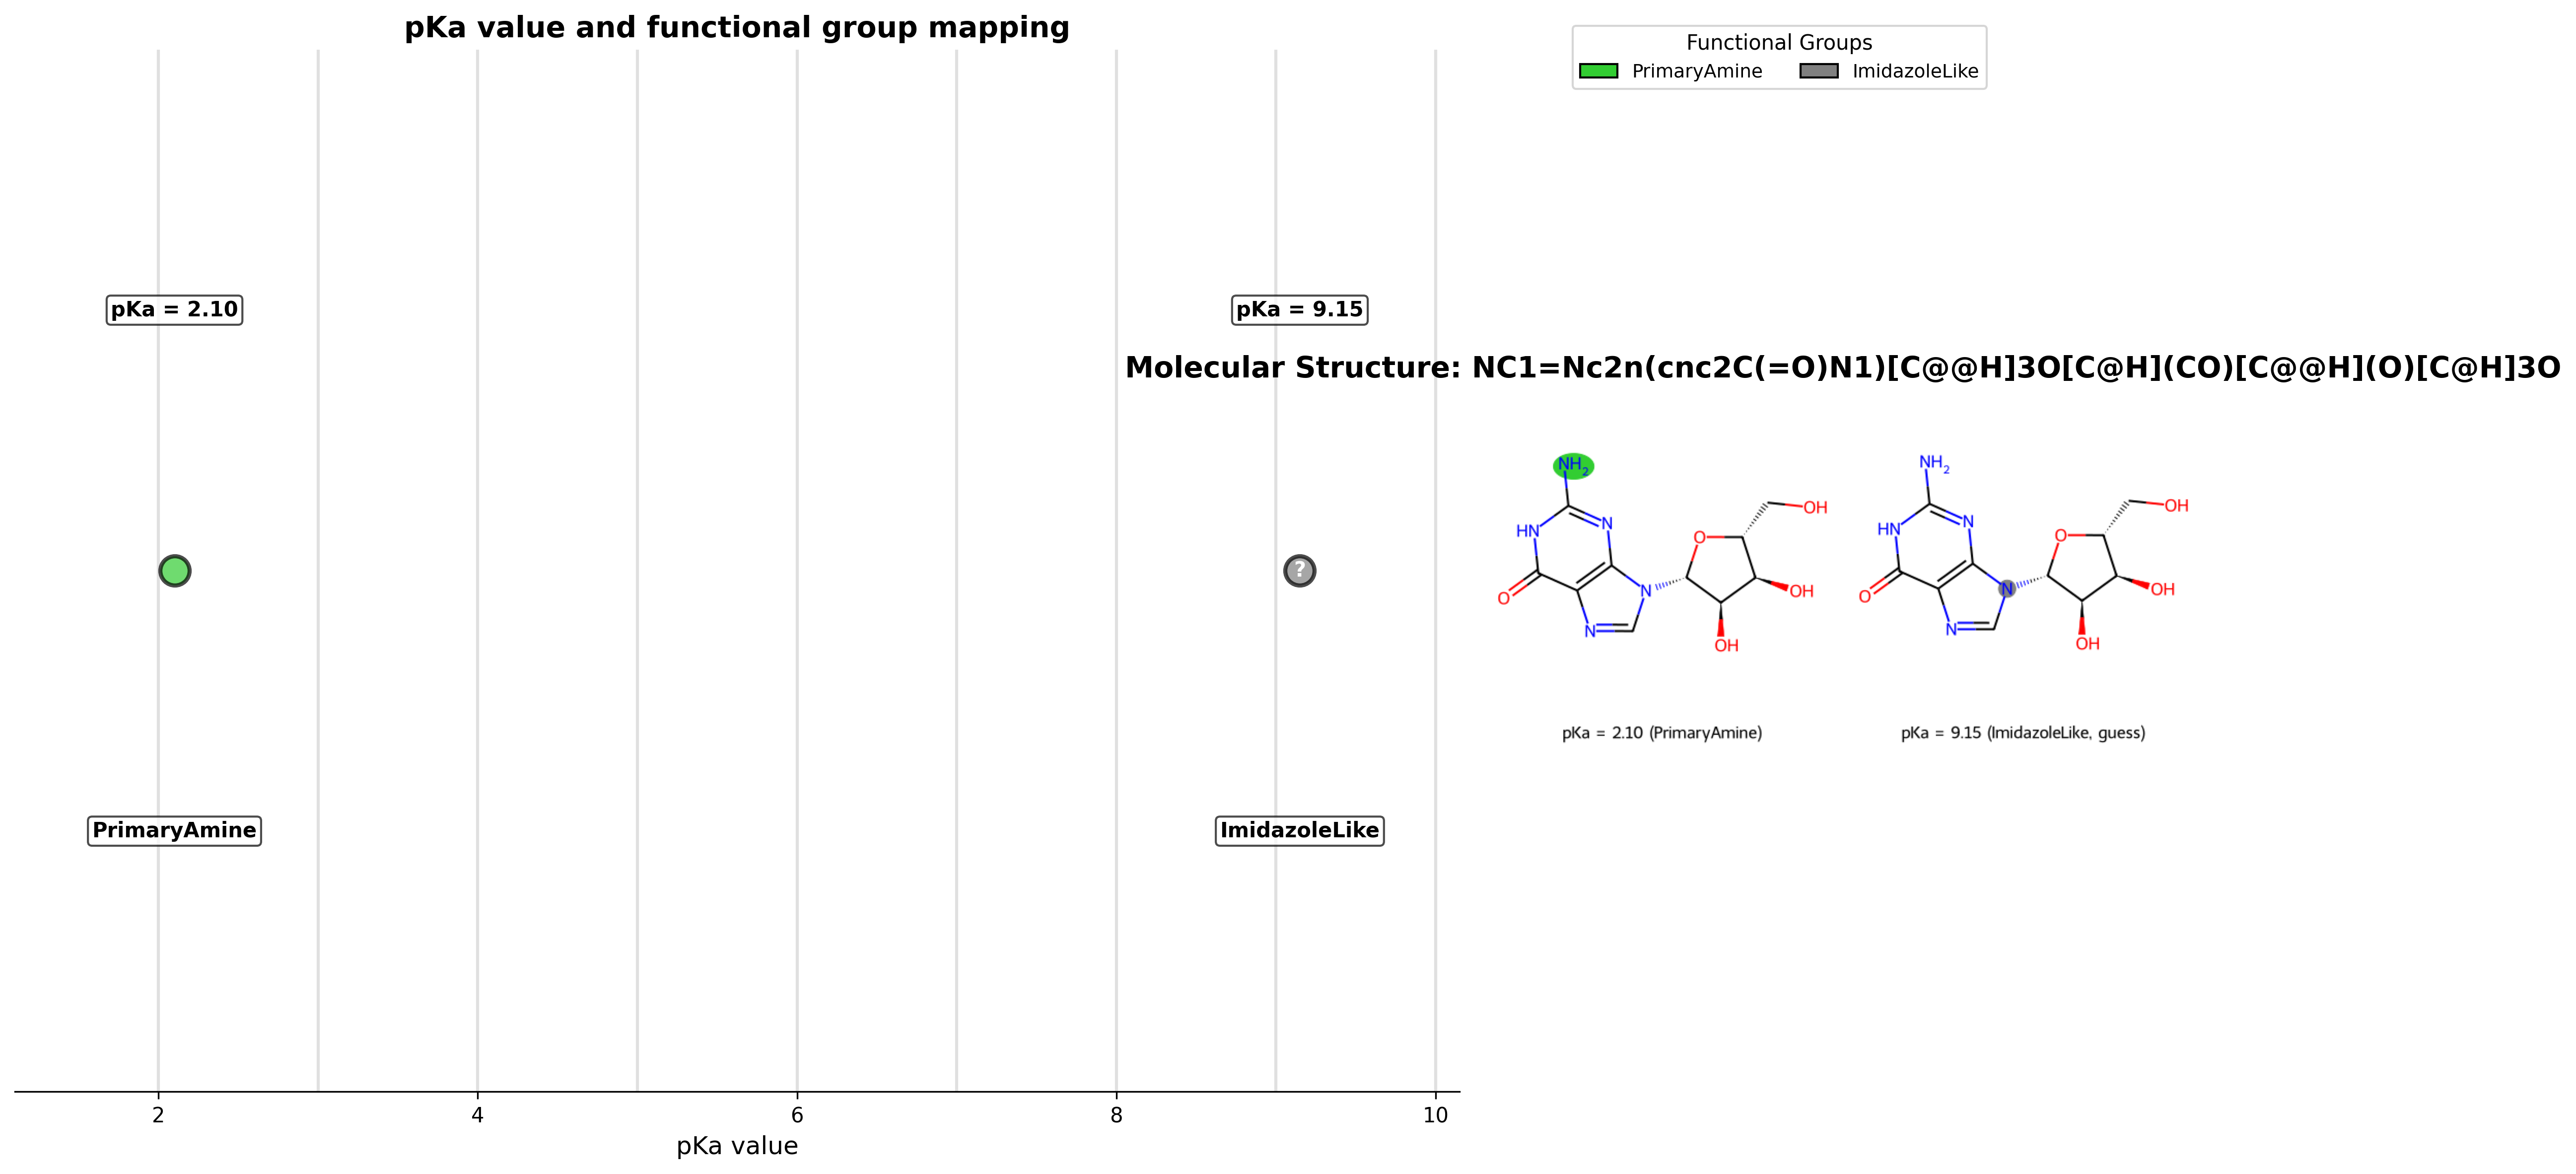 pKa value and functional group mapping
Functional Groups
PrimaryAmine
ImidazoleLike
pKa = 2.10
pKa = 9.15
Molecular Structure: NC1=Nc2n(cnc2C(=O)N1)[C@@H]3O[C@H](CO)[C@@H](O)[C@H]3O
?
NH2
HN
N
O
N
N
O
OH
OH
OH
NH2
HN
N
O
N
N
O
OH
OH
OH
pKa = 2.10 (PrimaryAmine)
pKa = 9.15 (ImidazoleLike, guess)
PrimaryAmine
ImidazoleLike
2
4
6
8
10
pKa value